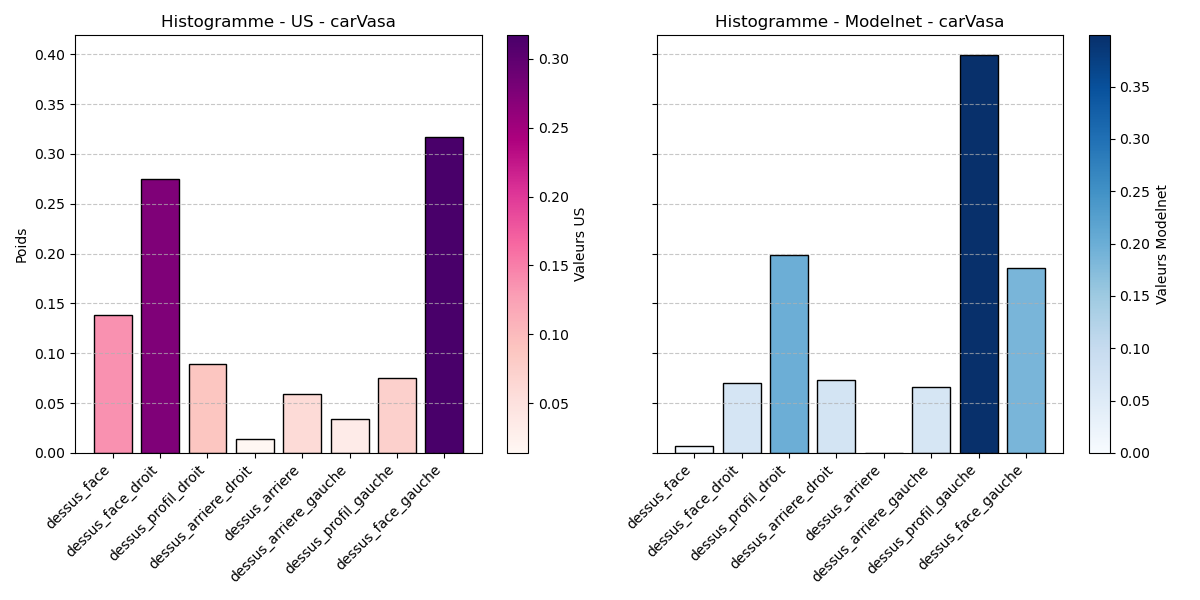 Histogramme - US - carVasa
Poids
0.40
0.35
0.30
0.25
0.20
0.15
0.10
0.05
0.00
dessus_face
dessus_face_droit
dessus_profil_droit
dessus_arriere_droit
dessus_arriere
dessus_arriere_gauche
dessus_profil_gauche
dessus_face_gauche
0.30
0.25
0.20
0.15
0.10
0.05
Valeurs US
Histogramme - Modelnet - carVasa
dessus_face
dessus_face_droit
dessus_profil_droit
dessus_arriere_droit
dessus_arriere
dessus_arriere_gauche
dessus_profil_gauche
dessus_face_gauche
0.35
0.30
0.25
0.20
0.15
0.10
0.05
0.00
Valeurs Modelnet